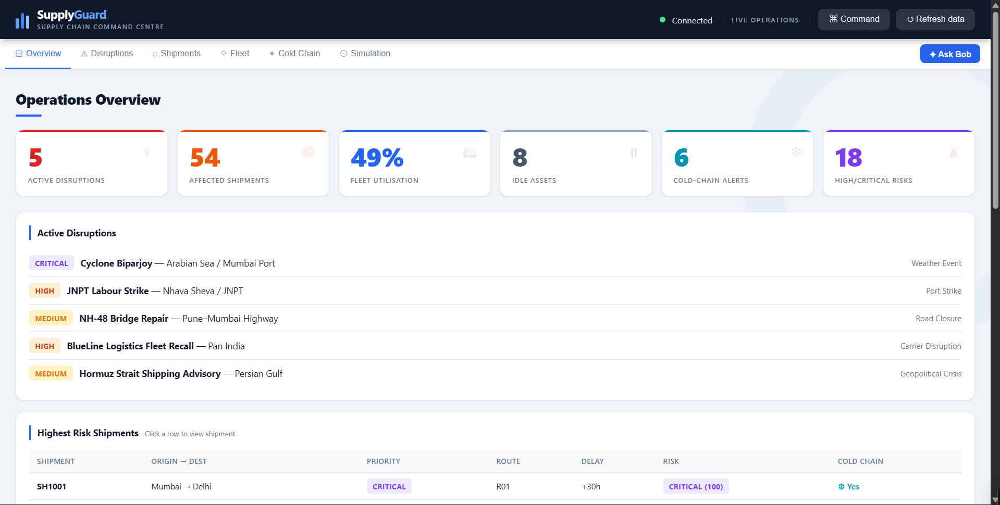 SupplyGuard
SUPPLY CHAIN COMMAND CENTRE
Connected
LIVE OPERATIONS
⌘ Command
↺ Refresh data
Overview
Disruptions
Shipments
Fleet
Cold Chain
Simulation
✦ Ask Bob
Operations Overview
5
ACTIVE DISRUPTIONS
54
AFFECTED SHIPMENTS
49%
FLEET UTILISATION
8
IDLE ASSETS
6
COLD-CHAIN ALERTS
18
HIGH/CRITICAL RISKS
Active Disruptions
CRITICAL Cyclone Biparjoy — Arabian Sea / Mumbai Port Weather Event
HIGH JNPT Labour Strike — Nhava Sheva / JNPT Port Strike
MEDIUM NH-48 Bridge Repair — Pune–Mumbai Highway Road Closure
HIGH BlueLine Logistics Fleet Recall — Pan India Carrier Disruption
MEDIUM Hormuz Strait Shipping Advisory — Persian Gulf Geopolitical Crisis
Highest Risk Shipments Click a row to view shipment
SHIPMENT ORIGIN → DEST PRIORITY ROUTE DELAY RISK COLD CHAIN
SH1001 Mumbai → Delhi CRITICAL R01 +30h CRITICAL (100) ❄ Yes